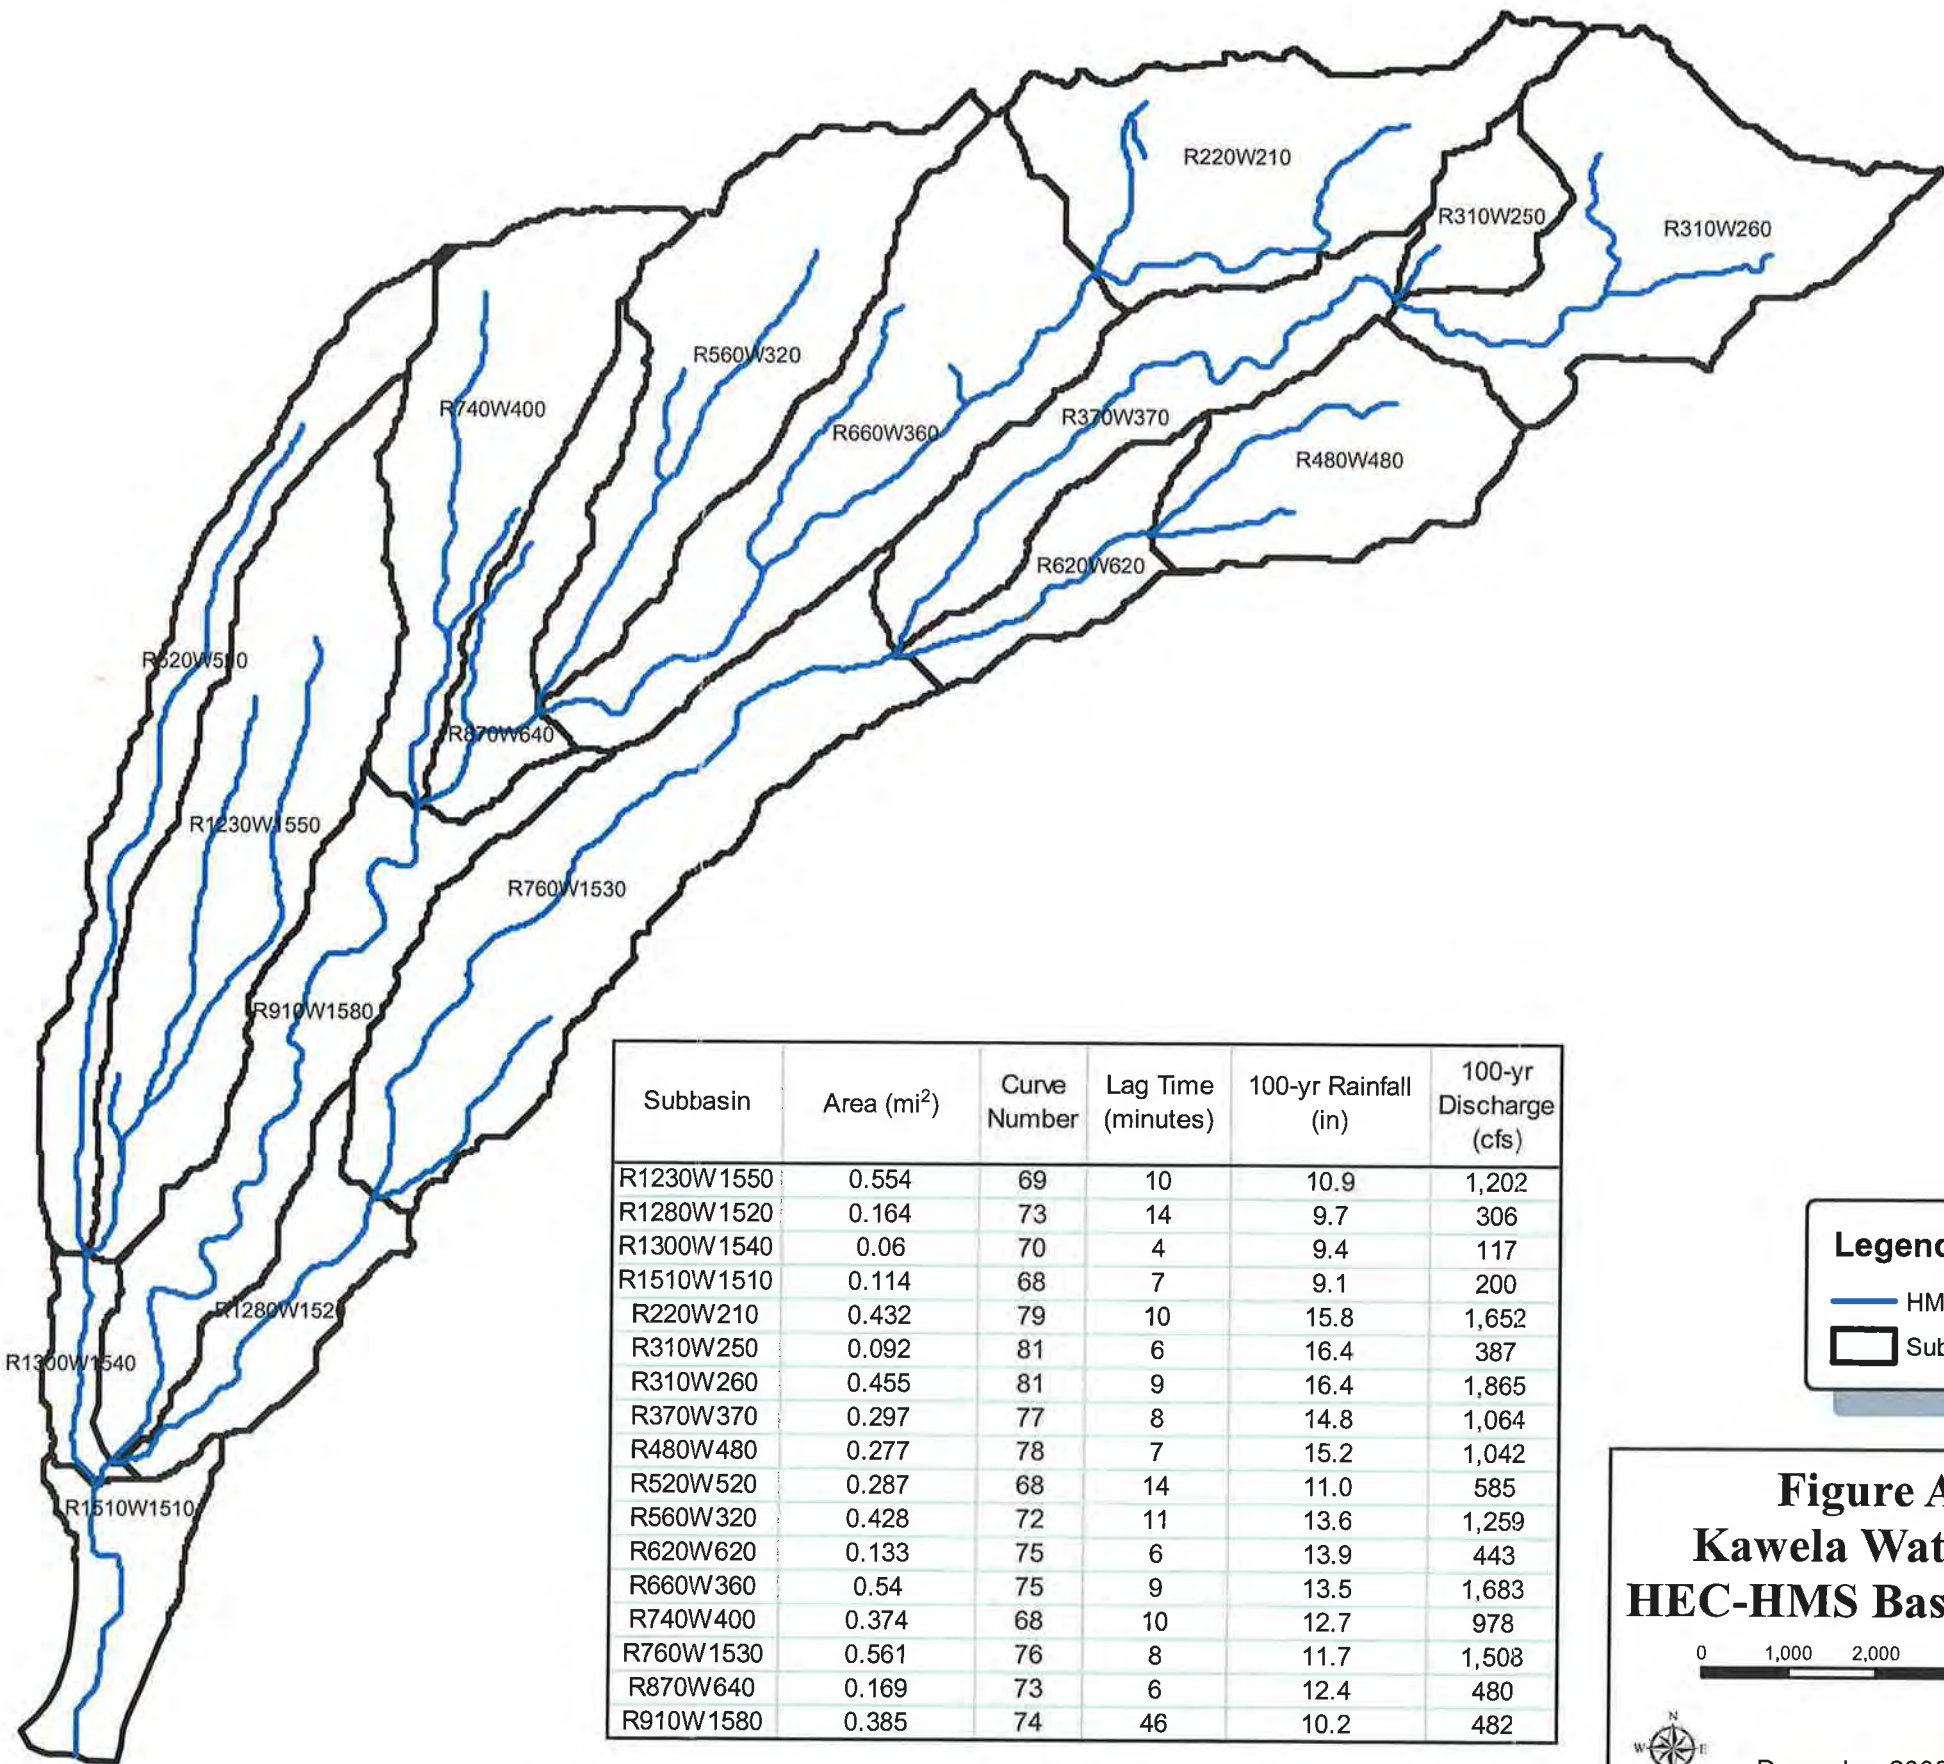 R220W210
R310W250
R310W260
R560W320
R740W400
R660W360
R370W370
R480W480
R620W620
R520W520
R870W640
R1230W1550
R760W1530
R910W1580
R1280W152
R1300W1540
R1510W1510
Subbasin Area (mi²) Curve Number Lag Time (minutes) 100-yr Rainfall (in) 100-yr Discharge (cfs)
R1230W1550 0.554 69 10 10.9 1,202
R1280W1520 0.164 73 14 9.7 306
R1300W1540 0.06 70 4 9.4 117
R1510W1510 0.114 68 7 9.1 200
R220W210 0.432 79 10 15.8 1,652
R310W250 0.092 81 6 16.4 387
R310W260 0.455 81 9 16.4 1,865
R370W370 0.297 77 8 14.8 1,064
R480W480 0.277 78 7 15.2 1,042
R520W520 0.287 68 14 11.0 585
R560W320 0.428 72 11 13.6 1,259
R620W620 0.133 75 6 13.9 443
R660W360 0.54 75 9 13.5 1,683
R740W400 0.374 68 10 12.7 978
R760W1530 0.561 76 8 11.7 1,508
R870W640 0.169 73 6 12.4 480
R910W1580 0.385 74 46 10.2 482
Legend
HM
Sub
Figure A
Kawela Wat
HEC-HMS Bas
0 1,000 2,000
N
W E